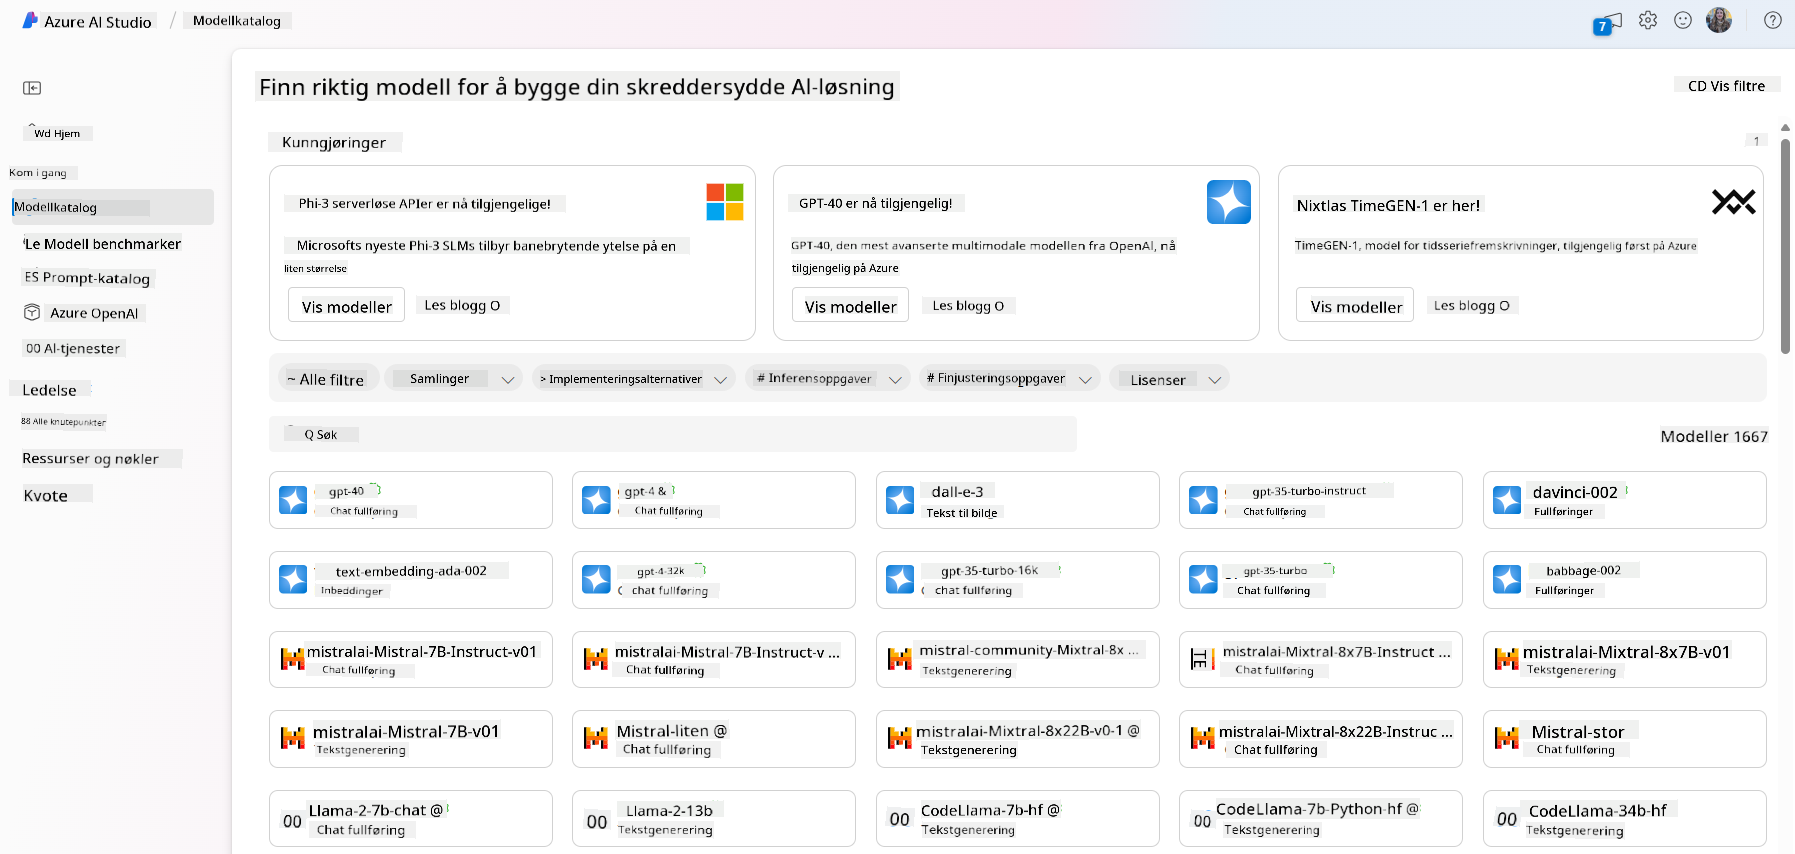 Azure AI Studio / Modellkatalog
7
Finn riktig modell for å bygge din skreddersydde AI-løsning
CD Vis filtre
Wd Hjem
Kom i gang
Modellkatalog
Le Modell benchmarker
ES Prompt-katalog
Azure OpenAI
00 AI-tjenester
Ledelse
88 Alle knutepunkter
Ressurser og nøkler
Kvote
Kunngjøringer
1
Phi-3 serverløse APIer er nå tilgjengelige!
Microsofts nyeste Phi-3 SLMs tilbyr banebrytende ytelse på en
liten størrelse
Vis modeller
Les blogg O
GPT-40 er nå tilgjengelig!
GPT-40, den mest avanserte multimodale modellen fra OpenAI, nå
tilgjengelig på Azure
Vis modeller
Les blogg O
Nixtlas TimeGEN-1 er her!
TimeGEN-1, model for tidsseriefremskrivninger, tilgjengelig først på Azure
Vis modeller
Les blogg O
~ Alle filtre
Samlinger
> Implementeringsalternativer
# Inferensoppgaver
# Finjusteringsoppgaver
Lisenser
Q Søk
Modeller 1667
gpt-40
Chat fullføring
gpt-4 &
Chat fullføring
dall-e-3
Tekst til bilde
gpt-35-turbo-instruct
Chat fullføring
davinci-002
Fullføringer
text-embedding-ada-002
Inbeddinger
gpt-4-32k
chat fullføring
gpt-35-turbo-16k
chat fullføring
gpt-35-turbo
Chat fullføring
babbage-002
Fullføringer
mistralai-Mistral-7B-Instruct-v01
Chat fullføring
mistralai-Mistral-7B-Instruct-v ...
Chat fullføring
mistral-community-Mixtral-8x ...
Tekstgenerering
mistralai-Mixtral-8x7B-Instruct ...
Chat fullføring
mistralai-Mixtral-8x7B-v01
Tekstgenerering
mistralai-Mistral-7B-v01
Tekstgenerering
Mistral-liten @
Chat fullføring
mistralai-Mixtral-8x22B-v0-1 @
Tekstgenerering
mistralai-Mixtral-8x22B-Instruc ...
Chat fullføring
Mistral-stor
Chat fullføring
00 Llama-2-7b-chat @
Chat fullføring
00 Llama-2-13b
Tekstgenerering
00 CodeLlama-7b-hf @
Tekstgenerering
00 CodeLlama-7b-Python-hf @
Tekstgenerering
00 CodeLlama-34b-hf
Tekstgenerering